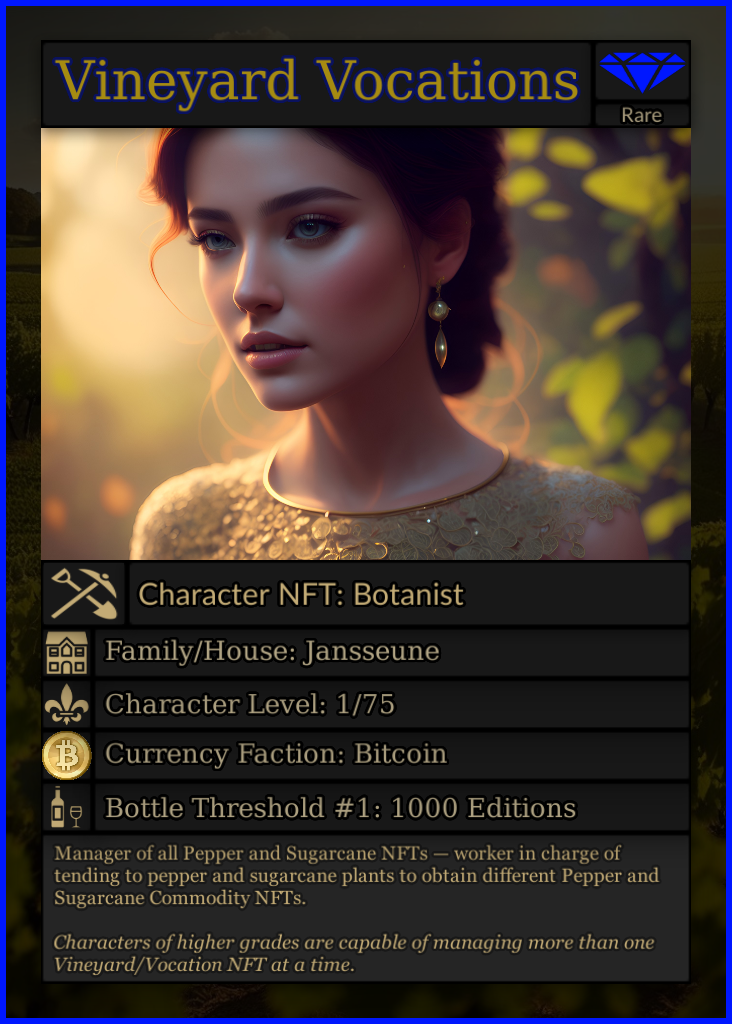 Vineyard Vocations
Rare
Character NFT: Botanist
Family/House: Jansseune
Character Level: 1/75
Currency Faction: Bitcoin
Bottle Threshold #1: 1000 Editions
Manager of all Pepper and Sugarcane NFTs — worker in charge of
tending to pepper and sugarcane plants to obtain different Pepper and
Sugarcane Commodity NFTs.
Characters of higher grades are capable of managing more than one
Vineyard/Vocation NFT at a time.